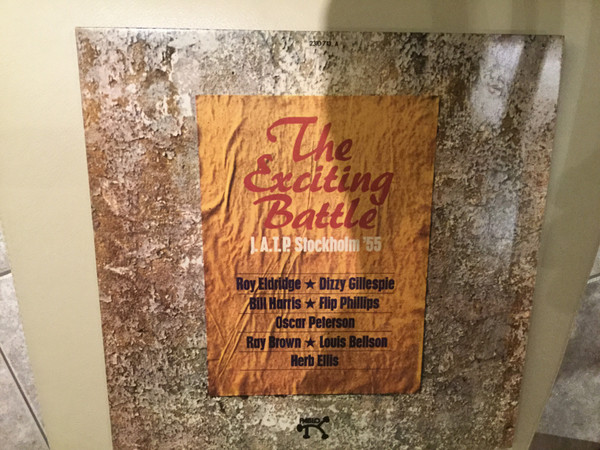 The
Exciting
Battle
J.A.T.P. Stockholm '55
Roy Eldridge ★ Dizzy Gillespie
Bill Harris ★ Flip Phillips
Oscar Peterson
Ray Brown ★ Louis Bellson
Herb Ellis